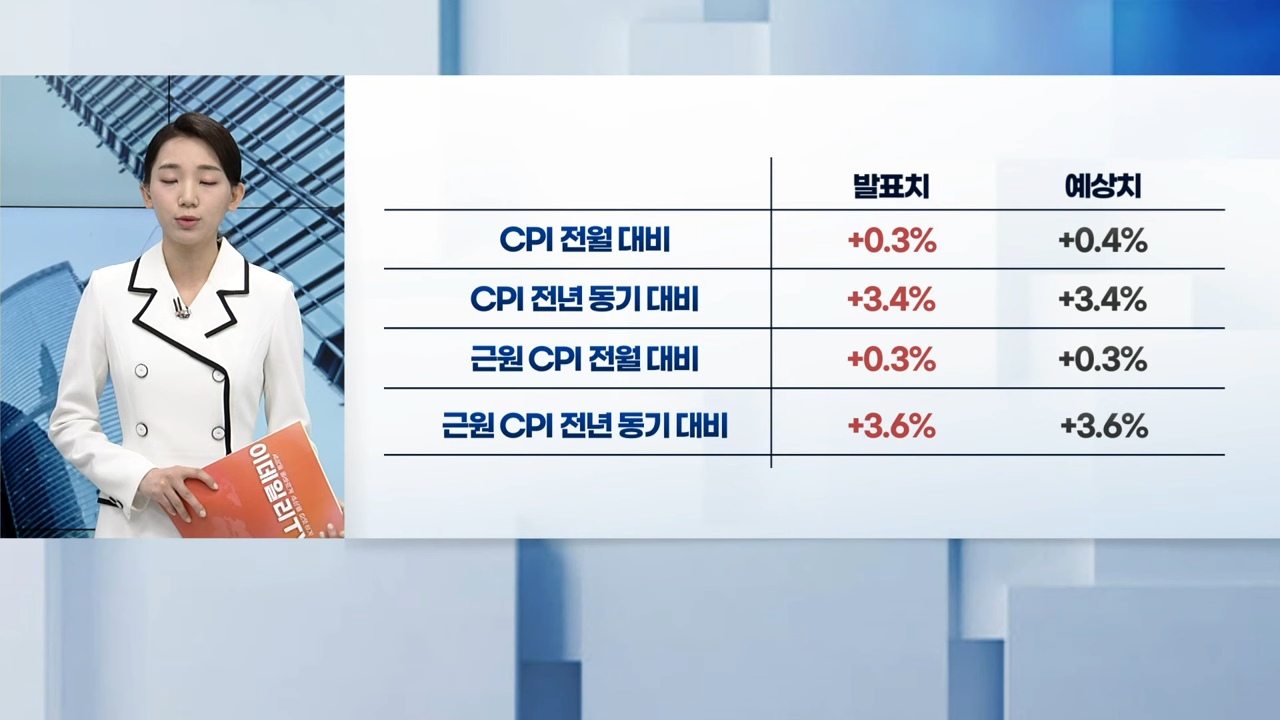 발표치 예상치
CPI 전월 대비 +0.3% +0.4%
CPI 전년 동기 대비 +3.4% +3.4%
근원 CPI 전월 대비 +0.3% +0.3%
근원 CPI 전년 동기 대비 +3.6% +3.6%
이데일리TV